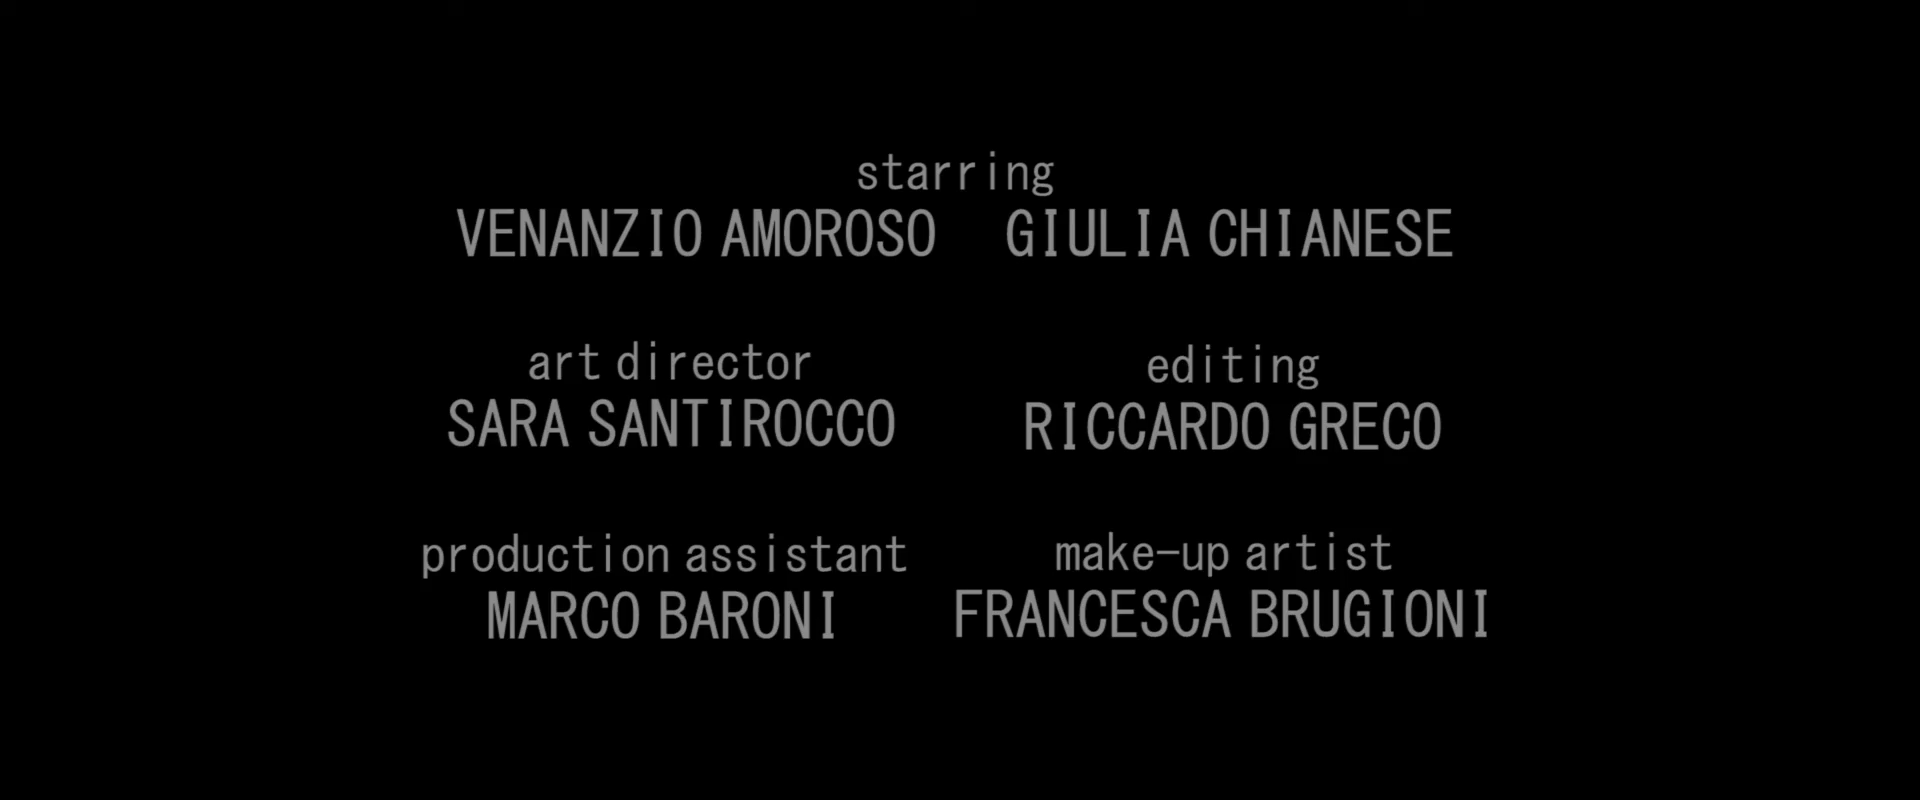 starring
VENANZIO AMOROSO GIULIA CHIANESE
art director
SARA SANTIROCCO
editing
RICCARDO GRECO
production assistant
MARCO BARONI
make-up artist
FRANCESCA BRUGIONI